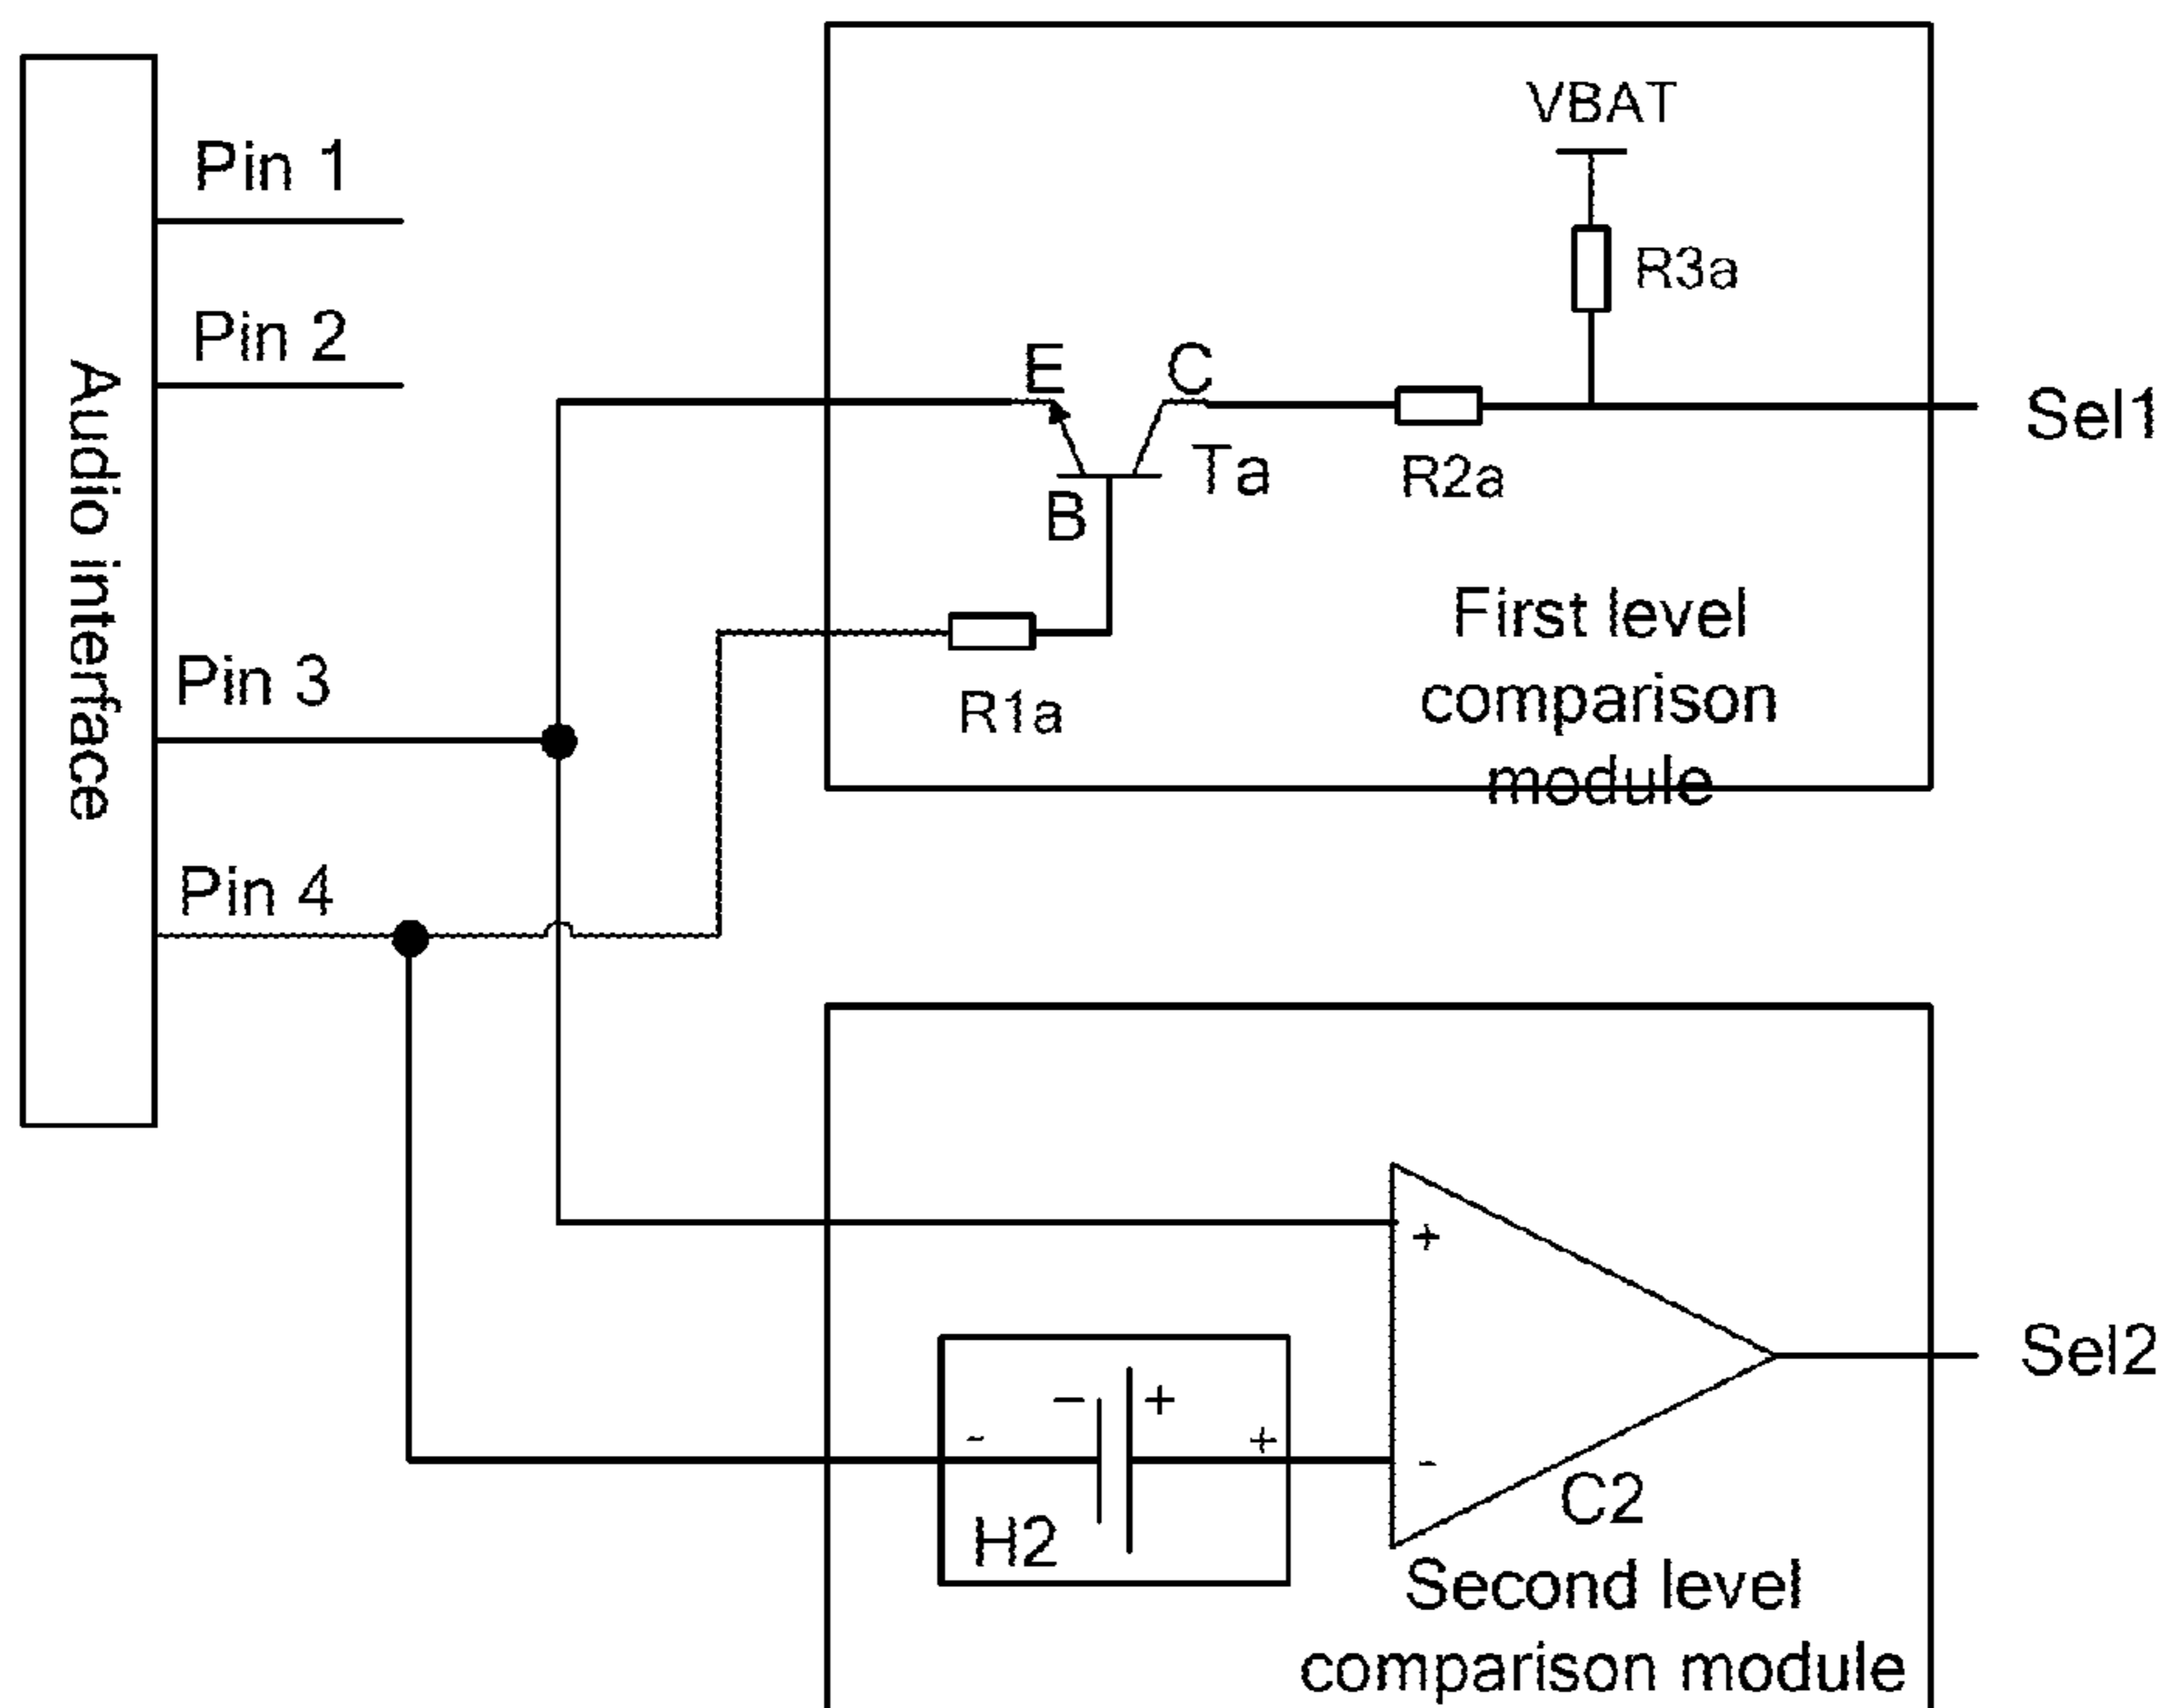 Audio interface
Pin 1
Pin 2
Pin 3
Pin 4
VBAT
R3a
E
C
B
Ta
R2a
Sel1
R1a
First level
comparison
module
+
-
− +
- +
H2
C2
Sel2
Second level
comparison module